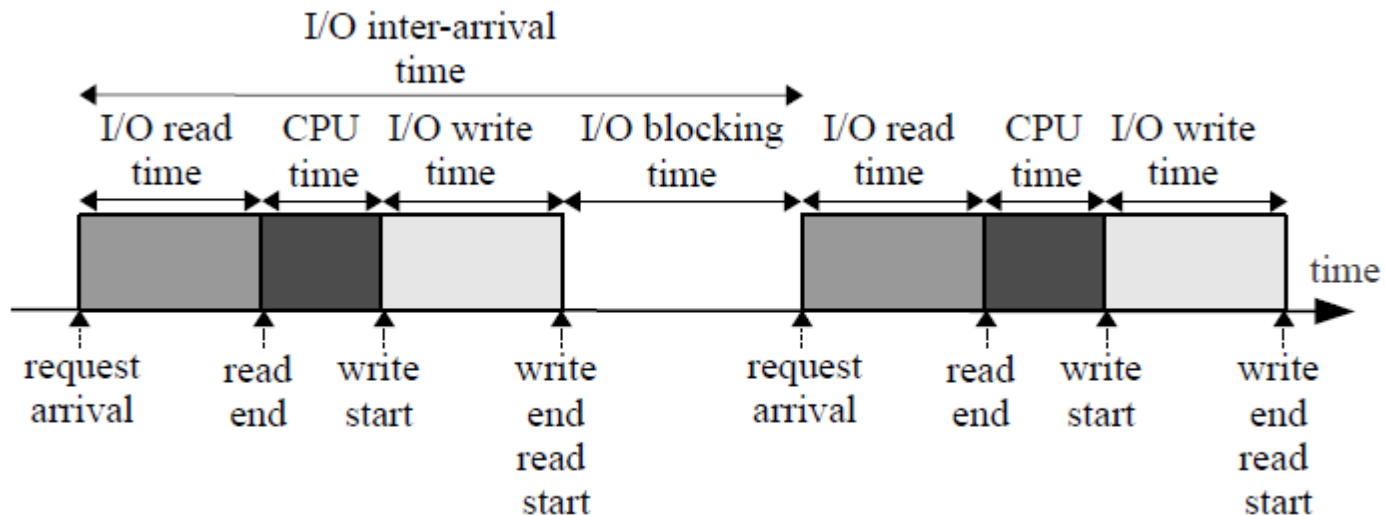 I/O inter-arrival
time
I/O read CPU I/O write I/O blocking I/O read CPU I/O write
time time time time time time time
time
request read write write request read write write
arrival end start end arrival end start end
read read
start start